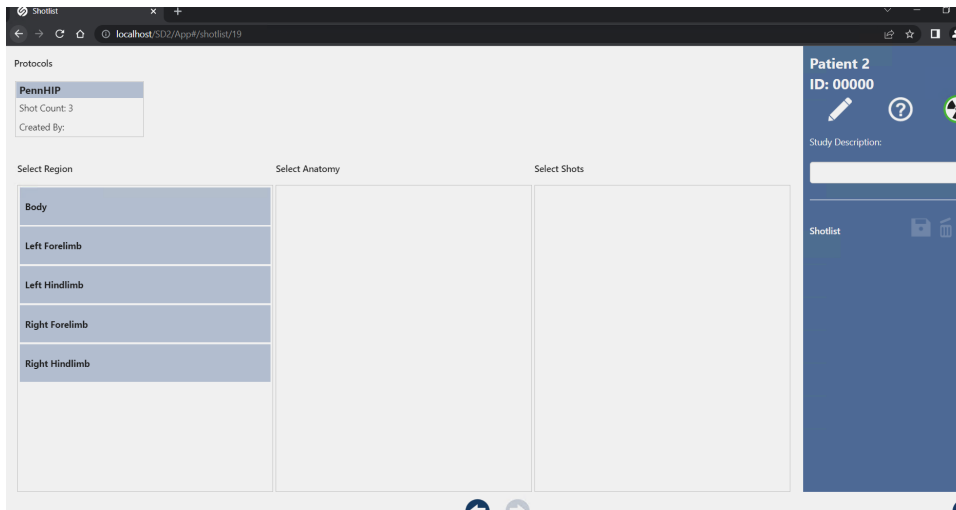 Shotlist
localhost/SD2/App#/shotlist/19
Protocols
PennHIP
Shot Count: 3
Created By:
Select Region
Select Anatomy
Select Shots
Body
Left Forelimb
Left Hindlimb
Right Forelimb
Right Hindlimb
Patient 2
ID: 00000
Study Description:
Shotlist